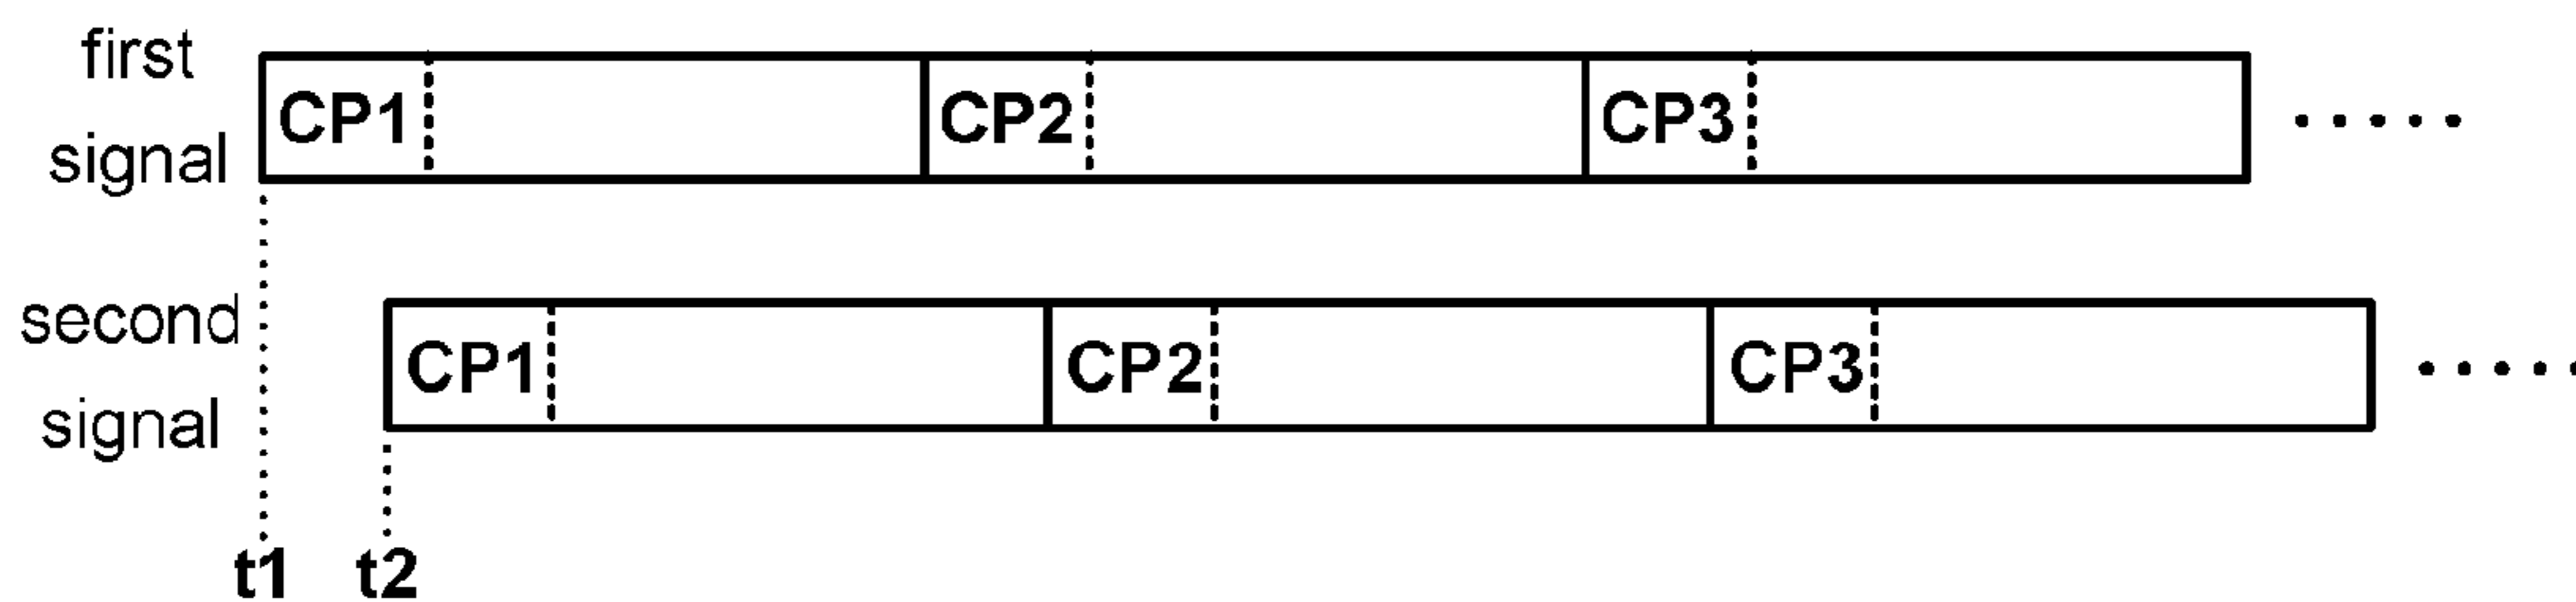 first
signal
CP1 CP2 CP3 .....
second
signal
CP1 CP2 CP3 .....
t1 t2